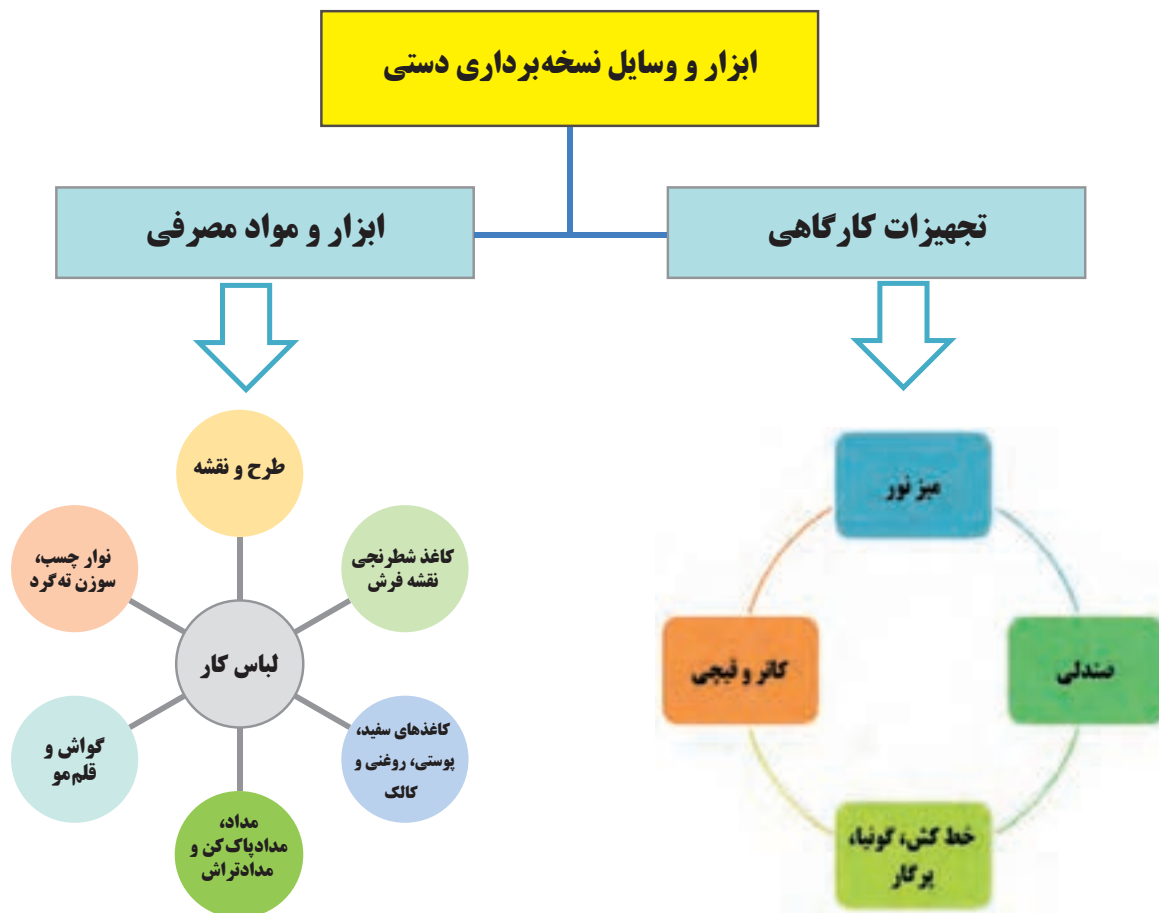 ابزار و وسایل نسخه‌برداری دستی
تجهیزات کارگاهی
ابزار و مواد مصرفی
میز نور
صندلی
خط کش، گونیا،
پرگار
کاتر و قیچی
طرح و نقشه
کاغذ شطرنجی
نقشه فرش
کاغذهای سفید،
پوستی، روغنی و
کالک
مداد،
مدادپاک‌کن و
مدادتراش
گواش و
قلم‌مو
نوار چسب،
سوزن ته‌گرد
لباس کار